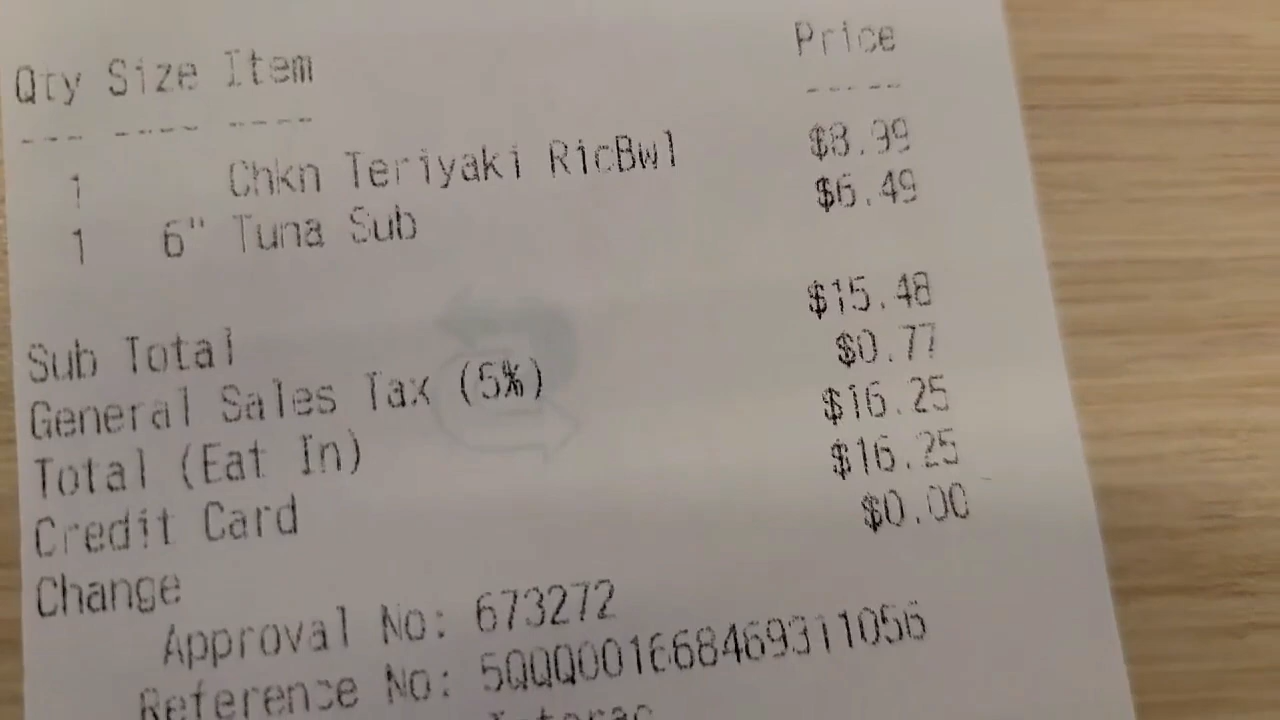 Qty Size Item Price
--- ---- ---- -----
1 Chkn Teriyaki RicBwl $8.99
1 6" Tuna Sub $6.49
Sub Total $15.48
General Sales Tax (5%) $0.77
Total (Eat In) $16.25
Credit Card $16.25
Change $0.00
Approval No: 673272
Reference No: 5QQQ001668469311056
Interac